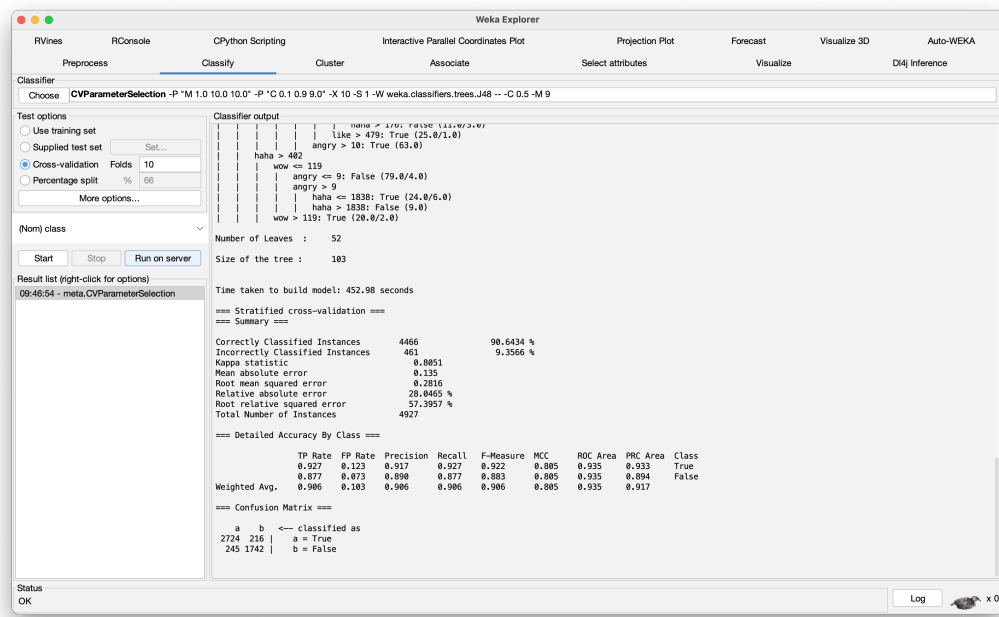 Weka Explorer
RVines RConsole CPython Scripting Interactive Parallel Coordinates Plot Projection Plot Forecast Visualize 3D Auto-WEKA
Preprocess Classify Cluster Associate Select attributes Visualize Dl4j Inference
Classifier
Choose CVParameterSelection -P "M 1.0 10.0 10.0" -P "C 0.1 0.9 9.0" -X 10 -S 1 -W weka.classifiers.trees.J48 -- -C 0.5 -M 9
Test options
Use training set
Supplied test set Set...
Cross-validation Folds 10
Percentage split % 66
More options...
(Nom) class
Start Stop Run on server
Result list (right-click for options)
09:46:54 - meta.CVParameterSelection
Classifier output
| | | | | | | haha > 176: False (11.0/3.0)
| | | | | | like > 479: True (25.0/1.0)
| | | | | angry > 10: True (63.0)
| | | haha > 402
| | | | wow <= 119
| | | | | angry <= 9: False (79.0/4.0)
| | | | | angry > 9
| | | | | | haha <= 1838: True (24.0/6.0)
| | | | | | haha > 1838: False (9.0)
| | | | wow > 119: True (20.0/2.0)
Number of Leaves : 52
Size of the tree : 103
Time taken to build model: 452.98 seconds
=== Stratified cross-validation ===
=== Summary ===
Correctly Classified Instances 4466 90.6434 %
Incorrectly Classified Instances 461 9.3566 %
Kappa statistic 0.8051
Mean absolute error 0.135
Root mean squared error 0.2816
Relative absolute error 28.0465 %
Root relative squared error 57.3957 %
Total Number of Instances 4927
=== Detailed Accuracy By Class ===
TP Rate FP Rate Precision Recall F-Measure MCC ROC Area PRC Area Class
0.927 0.123 0.917 0.927 0.922 0.805 0.935 0.933 True
0.877 0.073 0.890 0.877 0.883 0.805 0.935 0.894 False
Weighted Avg. 0.906 0.103 0.906 0.906 0.906 0.805 0.935 0.917
=== Confusion Matrix ===
a b <-- classified as
2724 216 | a = True
245 1742 | b = False
Status
OK
Log x 0